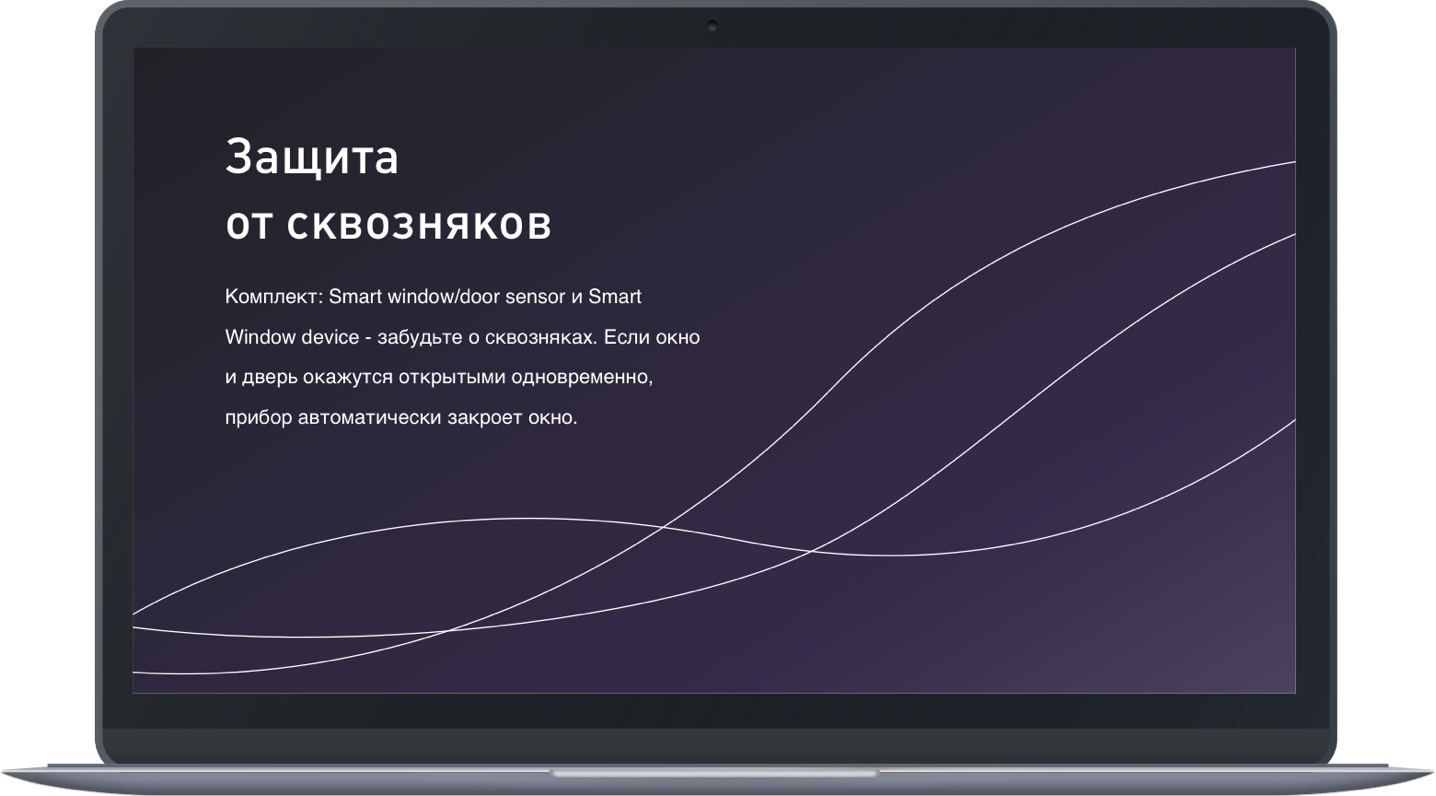 Защита
от сквозняков
Комплект: Smart window/door sensor и Smart
Window device - забудьте о сквозняках. Если окно
и дверь окажутся открытыми одновременно,
прибор автоматически закроет окно.